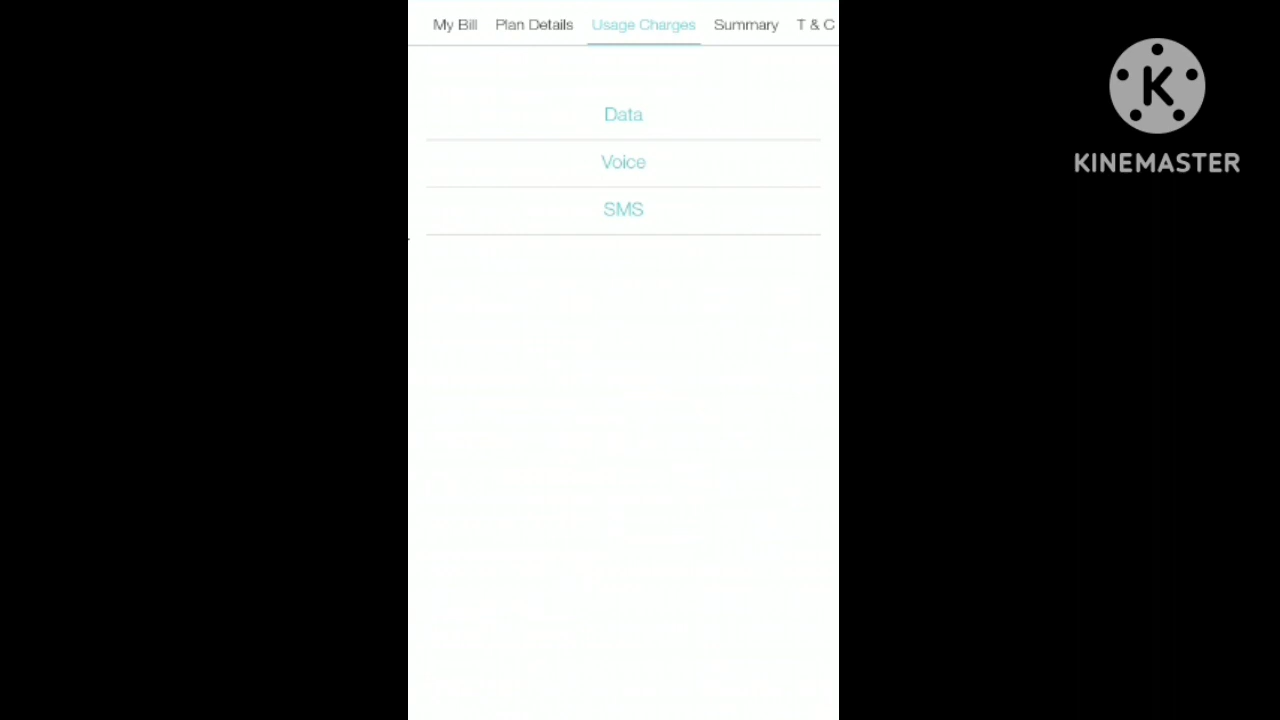 My Bill Plan Details Usage Charges Summary T & C
Data
Voice
SMS
K
KINEMASTER